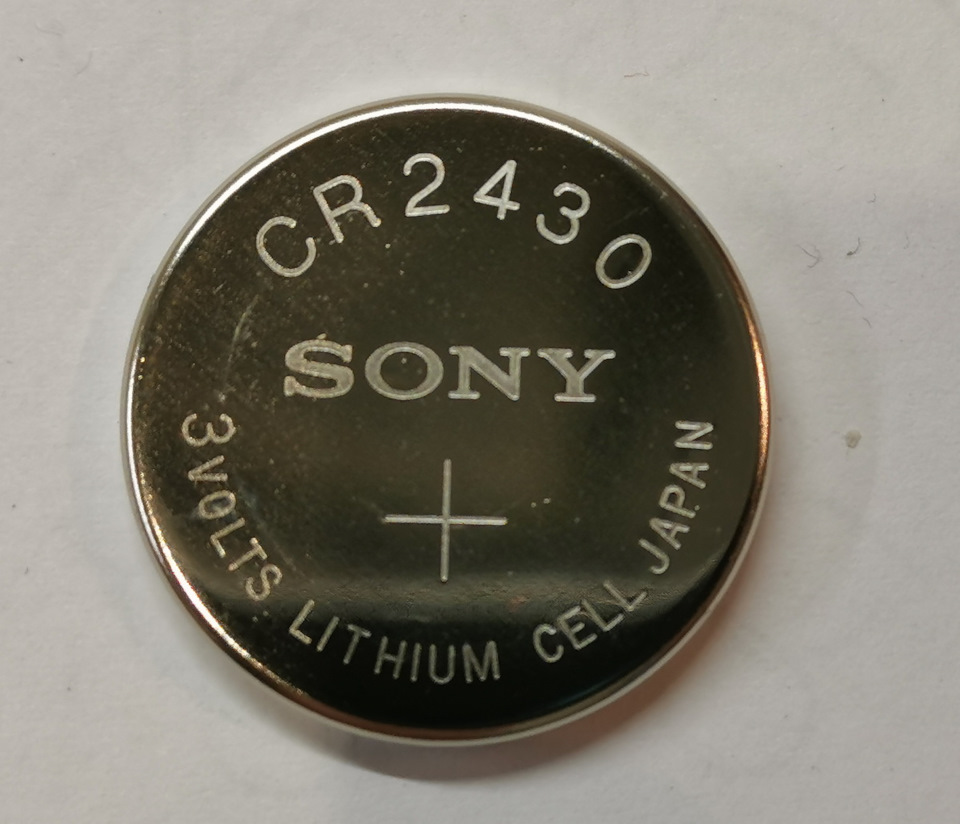 CR2430
SONY
+
3VOLTS LITHIUM CELL JAPAN